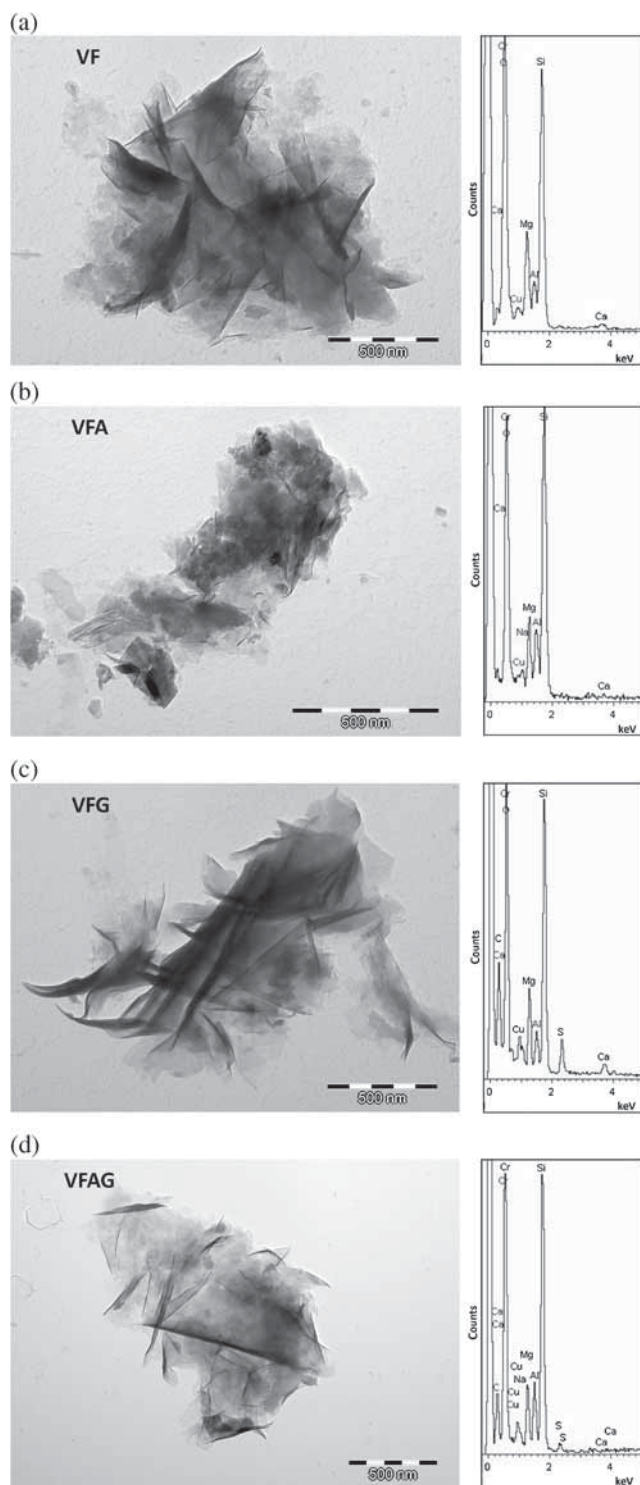 (a)
VF
500 nm
Counts
Cr
O
Si
Ca
Mg
Al
Cu
Ca
0 2 4
keV
(b)
VFA
500 nm
Counts
Cr
O
Si
Ca
Mg
Na Al
Cu
Ca
0 2 4
keV
(c)
VFG
500 nm
Counts
Cr
O
Si
C
Ca
Mg
Cu
Al
S
Ca
0 2 4
keV
(d)
VFAG
500 nm
Counts
Cr
O
Si
Ca
Ca
Cu Mg
Na Al
C
Cu
Cu
S
S
Ca
Ca
0 2 4
keV